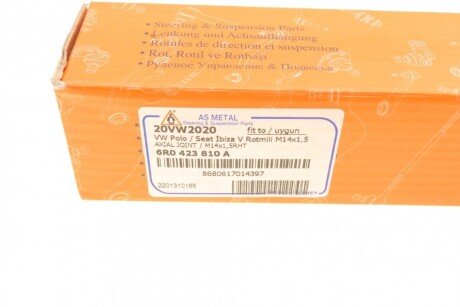 • Steering & Suspension Parts
• Lenkung und Achsaufhängung
• Rotules de direction et suspension
• Rot, Rotil ve Rotbaşı
• Рулевое Управление & Подвеска
AS METAL
Steering & Suspension Parts
20VW2020 fit to / uygun
VW Polo / Seat İbiza V Rotmili M14x1,5
AXIAL JOINT / M14x1,5RHT
6R0 423 810 A
8680617014397
2201310165